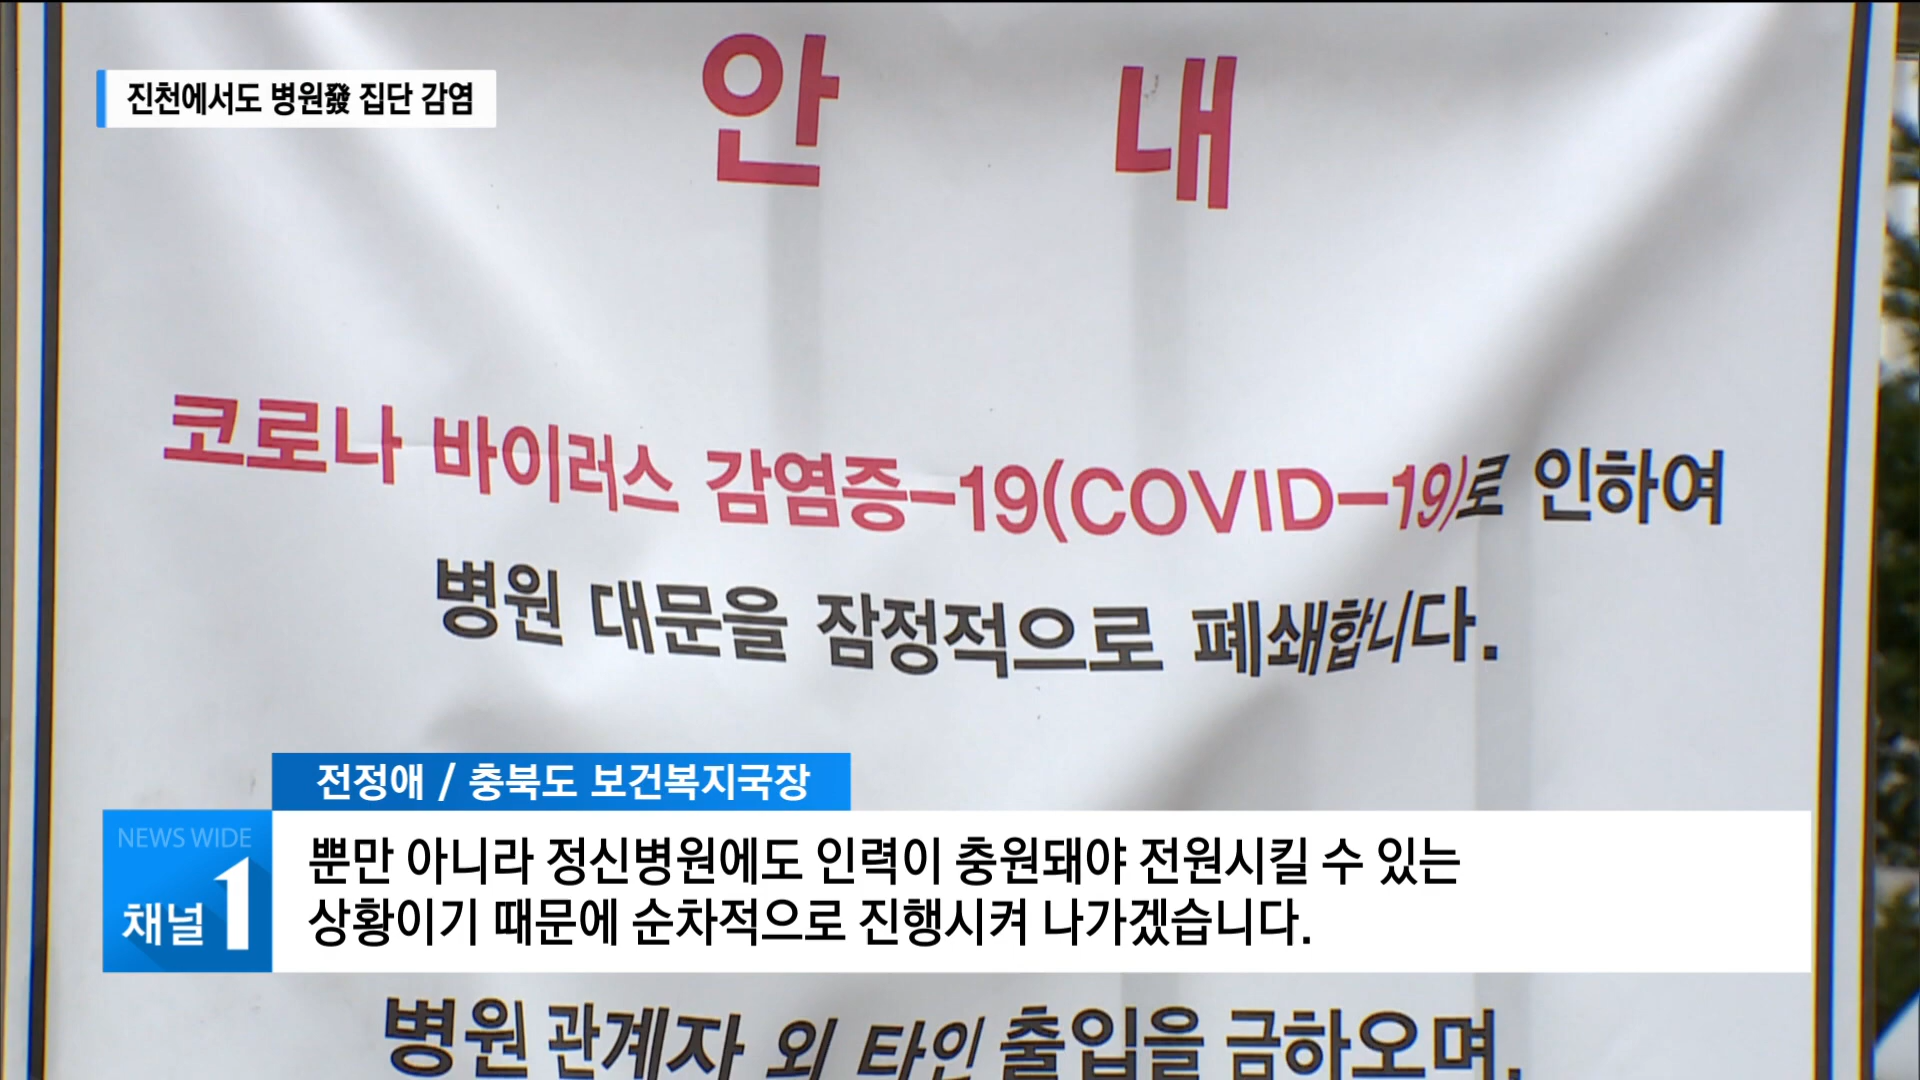 진천에서도 병원發 집단 감염
안 내
코로나 바이러스 감염증-19(COVID-19)로 인하여
병원 대문을 잠정적으로 폐쇄합니다.
전정애 / 충북도 보건복지국장
NEWS WIDE
채널1
뿐만 아니라 정신병원에도 인력이 충원돼야 전원시킬 수 있는
상황이기 때문에 순차적으로 진행시켜 나가겠습니다.
병원 관계자 외 타인 출입을 금하오며,